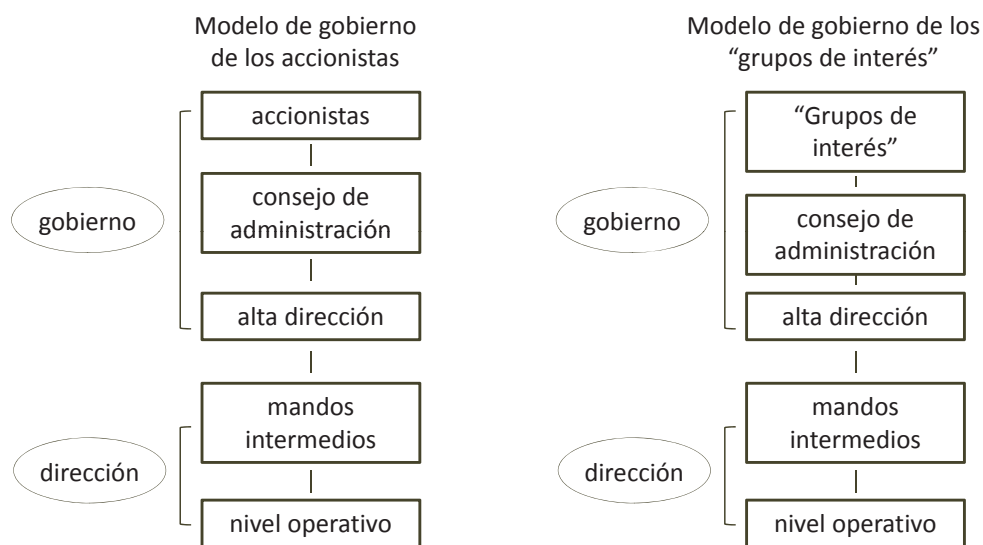 Modelo de gobierno
de los accionistas
accionistas
consejo de
administración
alta dirección
mandos
intermedios
nivel operativo
gobierno
dirección
Modelo de gobierno de los
“grupos de interés”
“Grupos de
interés”
consejo de
administración
alta dirección
mandos
intermedios
nivel operativo
gobierno
dirección